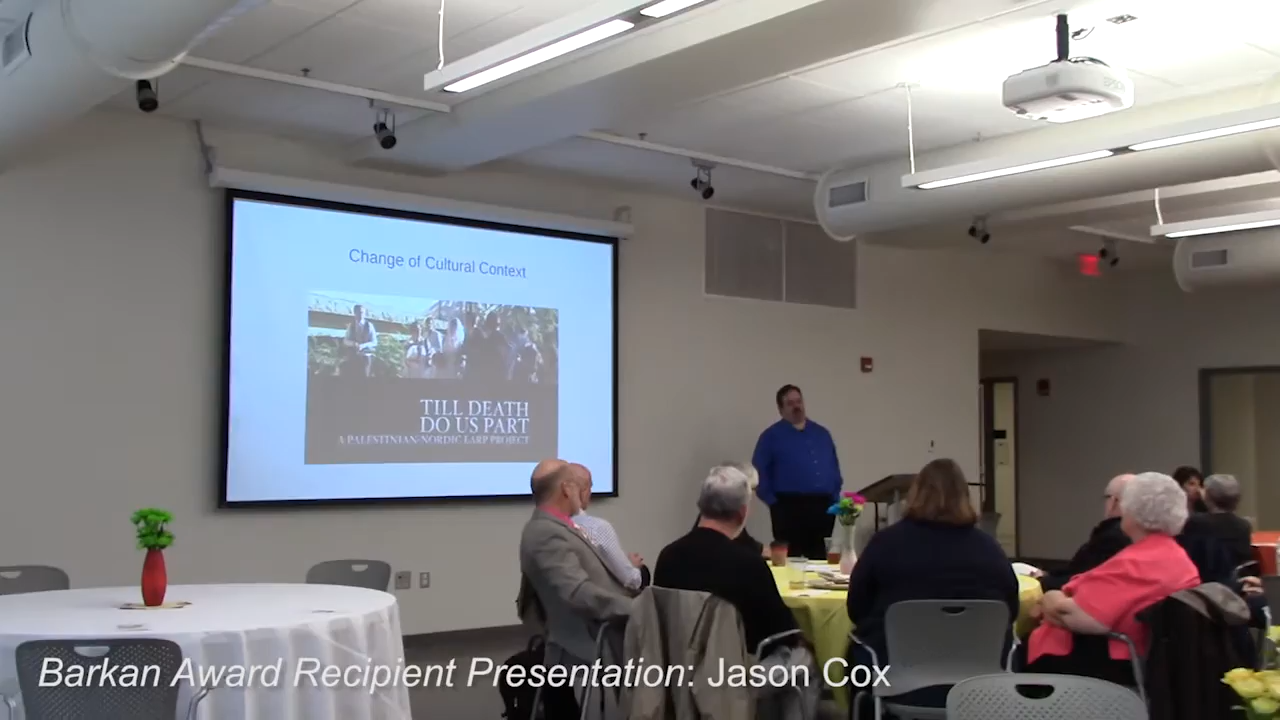 Change of Cultural Context
TILL DEATH
DO US PART
A PALESTINIAN-NORDIC LARP PROJECT
Barkan Award Recipient Presentation: Jason Cox